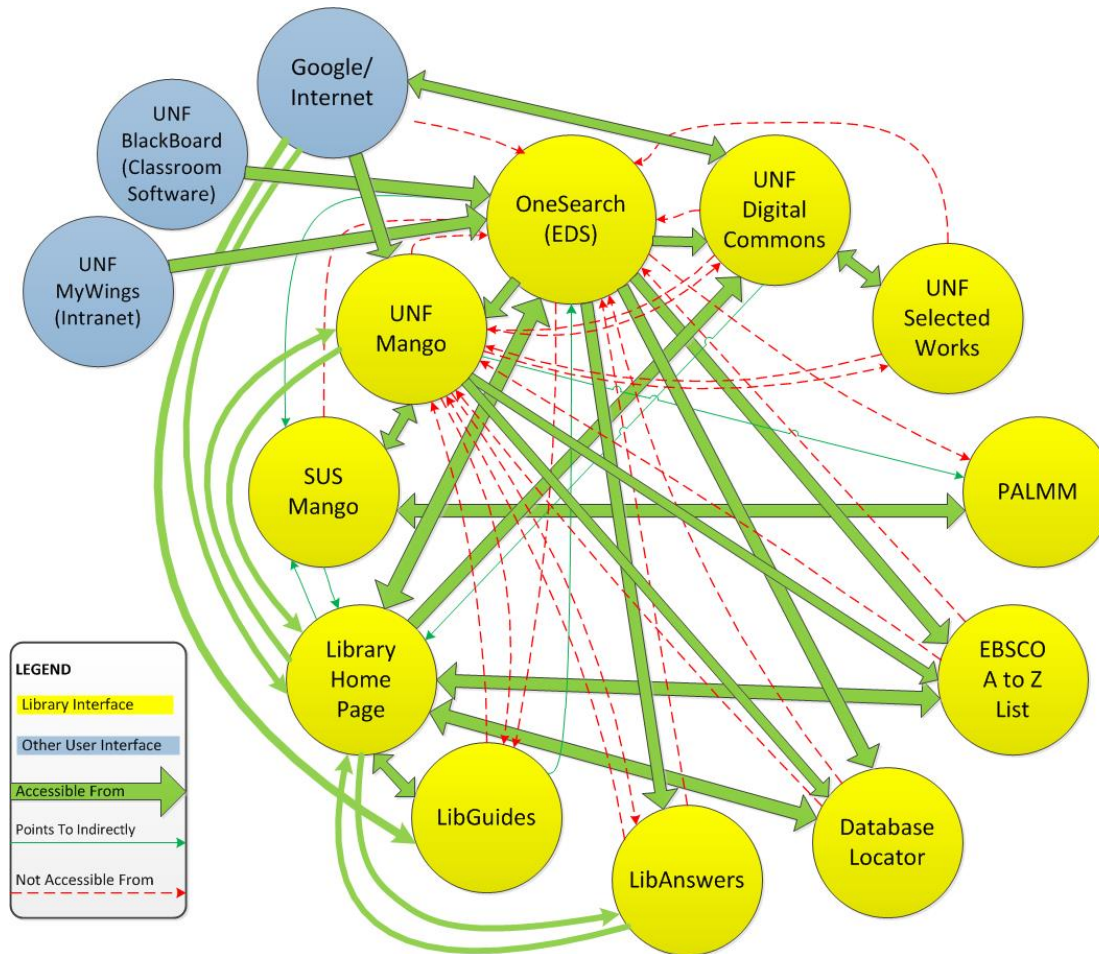 Google/
Internet
UNF
BlackBoard
(Classroom
Software)
UNF
MyWings
(Intranet)
OneSearch
(EDS)
UNF
Digital
Commons
UNF
Selected
Works
UNF
Mango
SUS
Mango
PALMM
Library
Home
Page
EBSCO
A to Z
List
LibGuides
LibAnswers
Database
Locator
LEGEND
Library Interface
Other User Interface
Accessible From
Points To Indirectly
Not Accessible From